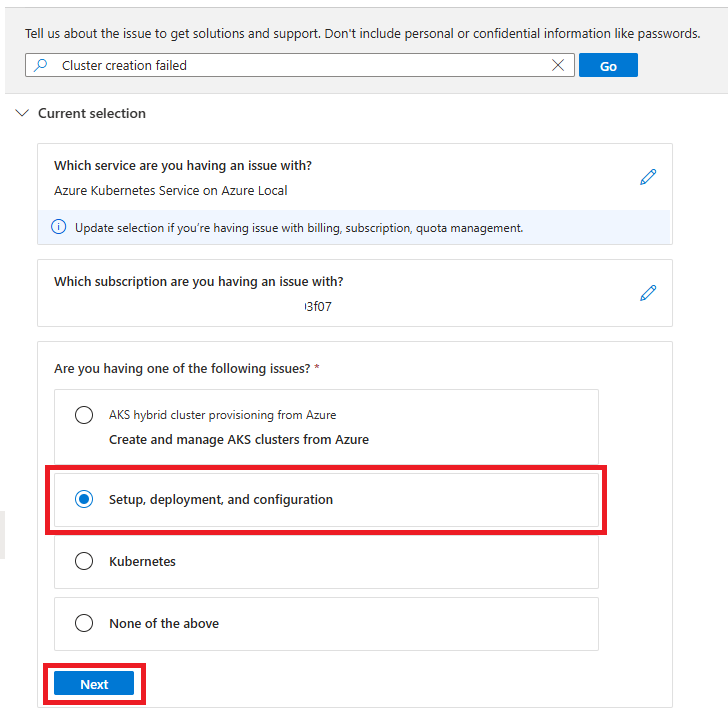 Tell us about the issue to get solutions and support. Don't include personal or confidential information like passwords.
Cluster creation failed
Go
Current selection
Which service are you having an issue with?
Azure Kubernetes Service on Azure Local
Update selection if you're having issue with billing, subscription, quota management.
Which subscription are you having an issue with?
3f07
Are you having one of the following issues? *
AKS hybrid cluster provisioning from Azure
Create and manage AKS clusters from Azure
Setup, deployment, and configuration
Kubernetes
None of the above
Next